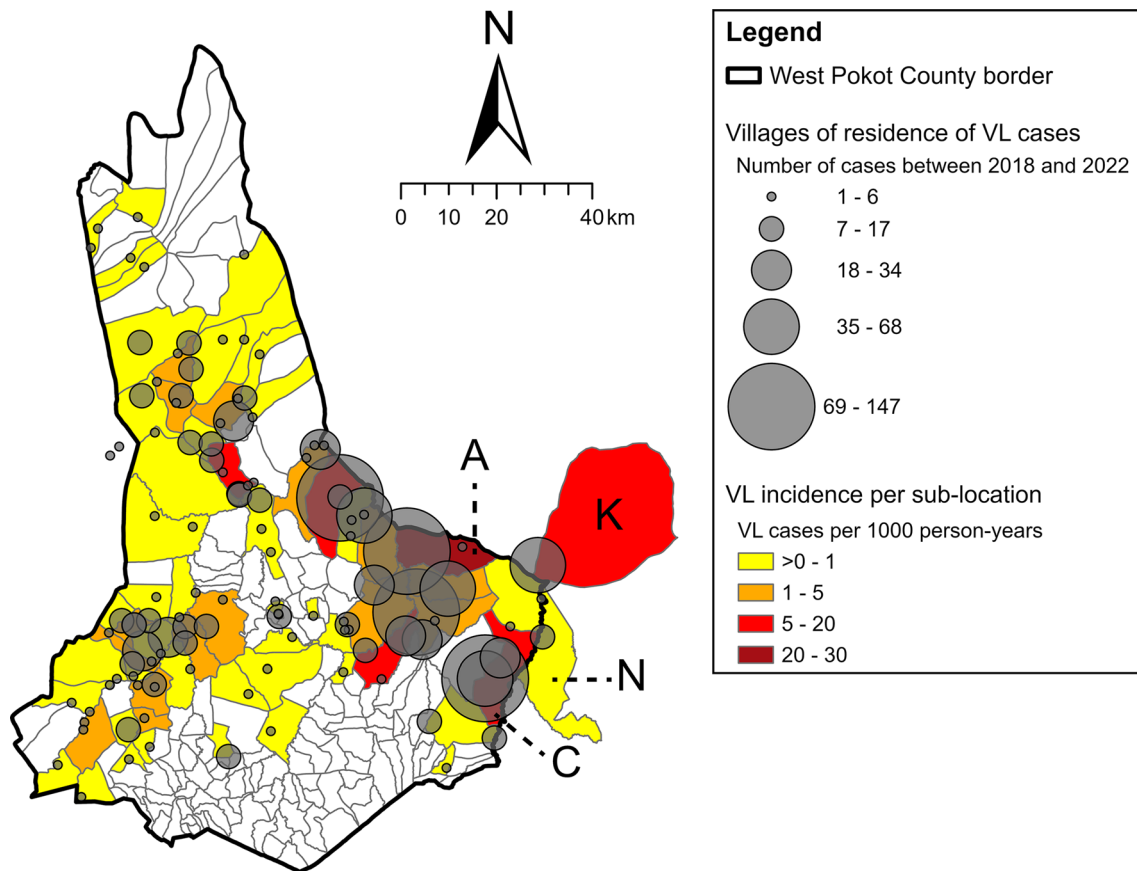 N
0 10 20 40 km
A
K
N
C
Legend
West Pokot County border
Villages of residence of VL cases
Number of cases between 2018 and 2022
1 - 6
7 - 17
18 - 34
35 - 68
69 - 147
VL incidence per sub-location
VL cases per 1000 person-years
>0 - 1
1 - 5
5 - 20
20 - 30